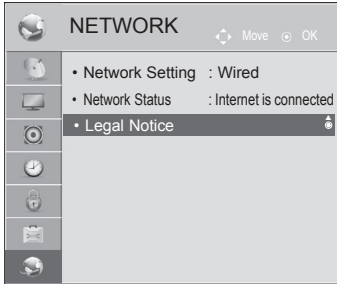 NETWORK Move OK
• Network Setting : Wired
• Network Status : Internet is connected
• Legal Notice